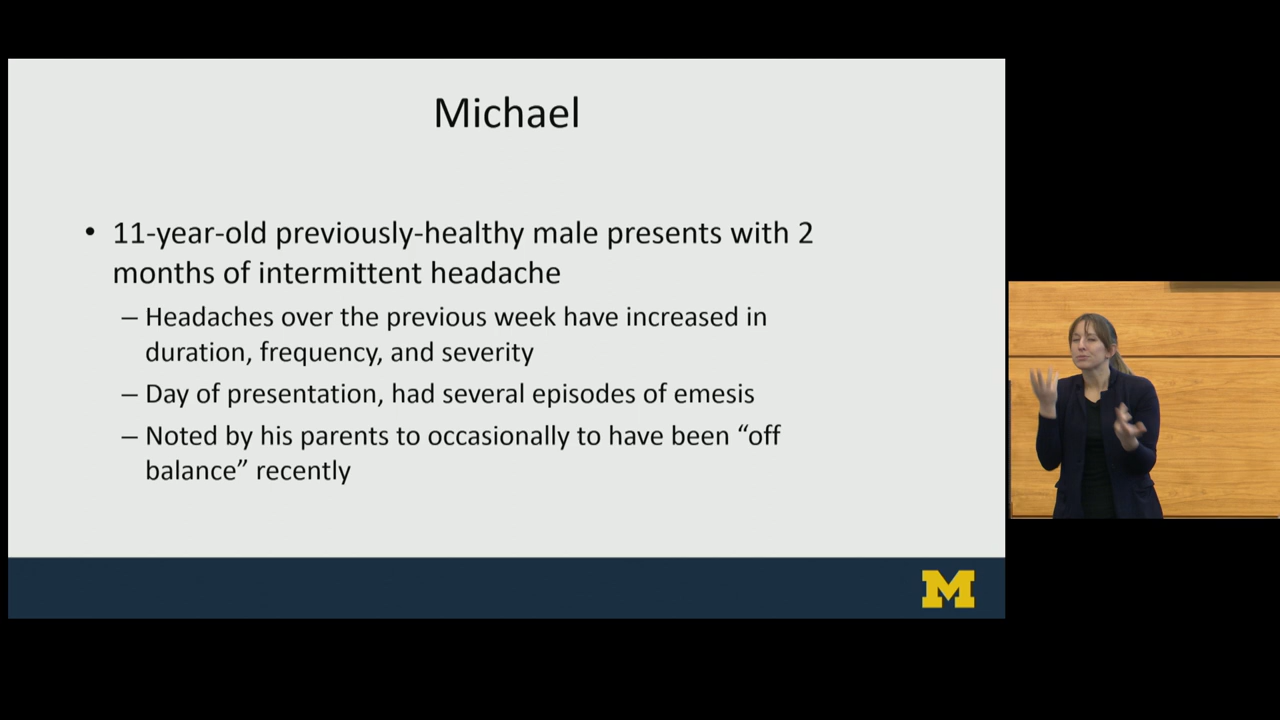 Michael
• 11-year-old previously-healthy male presents with 2
months of intermittent headache
– Headaches over the previous week have increased in
duration, frequency, and severity
– Day of presentation, had several episodes of emesis
– Noted by his parents to occasionally to have been “off
balance” recently
M